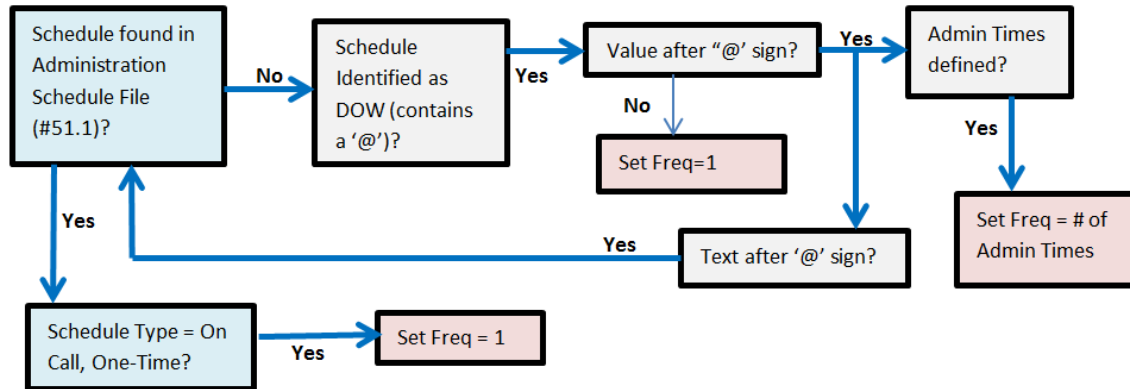 Schedule found in
Administration
Schedule File
(#51.1)?
No
Schedule
Identified as
DOW (contains
a ‘@’)?
Yes
Value after “@’ sign?
Yes
Admin Times
defined?
No
Yes
Set Freq=1
Set Freq = # of
Admin Times
Yes
Yes
Text after ‘@’ sign?
Schedule Type = On
Call, One-Time?
Yes
Set Freq = 1